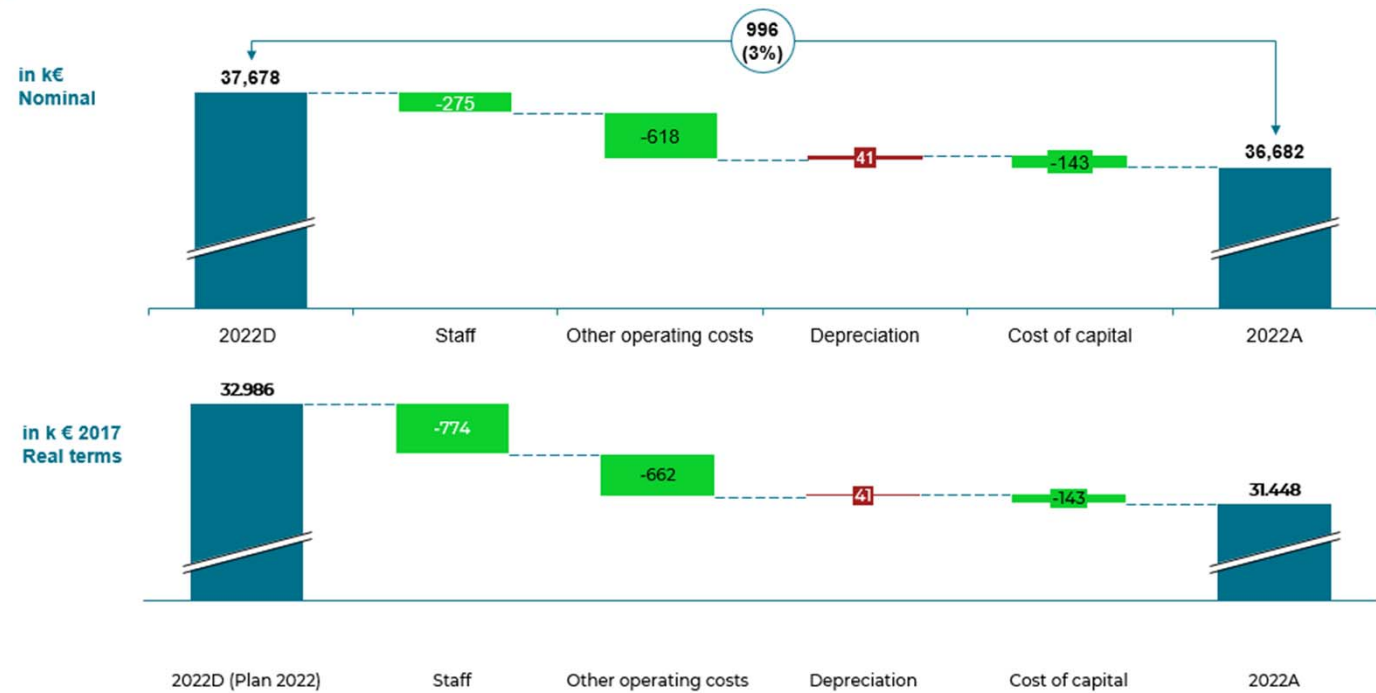 996
(3%)
in k€
Nominal
37,678
-275
-618
41
-143
36,682
2022D
Staff
Other operating costs
Depreciation
Cost of capital
2022A
in k € 2017
Real terms
32.986
-774
-662
41
-143
31.448
2022D (Plan 2022)
Staff
Other operating costs
Depreciation
Cost of capital
2022A